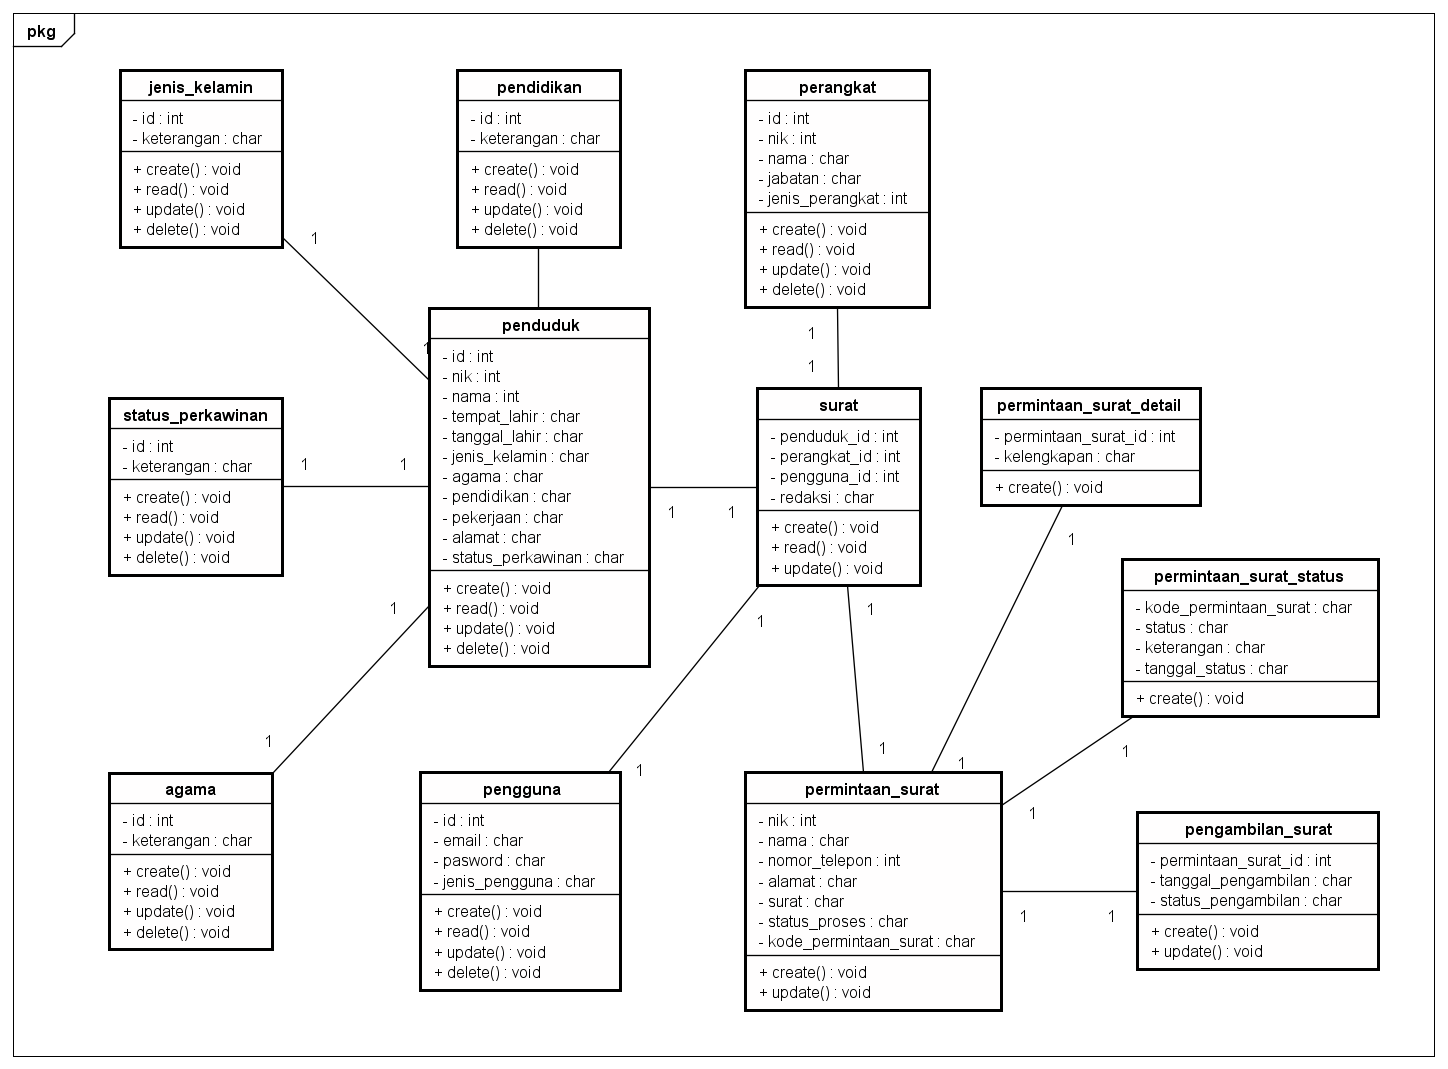 pkg
jenis_kelamin
- id : int
- keterangan : char
+ create() : void
+ read() : void
+ update() : void
+ delete() : void
pendidikan
- id : int
- keterangan : char
+ create() : void
+ read() : void
+ update() : void
+ delete() : void
perangkat
- id : int
- nik : int
- nama : char
- jabatan : char
- jenis_perangkat : int
+ create() : void
+ read() : void
+ update() : void
+ delete() : void
1
1
1
1
penduduk
- id : int
- nik : int
- nama : int
- tempat_lahir : char
- tanggal_lahir : char
- jenis_kelamin : char
- agama : char
- pendidikan : char
- pekerjaan : char
- alamat : char
- status_perkawinan : char
+ create() : void
+ read() : void
+ update() : void
+ delete() : void
status_perkawinan
- id : int
- keterangan : char
+ create() : void
+ read() : void
+ update() : void
+ delete() : void
1
1
surat
- penduduk_id : int
- perangkat_id : int
- pengguna_id : int
- redaksi : char
+ create() : void
+ read() : void
+ update() : void
1
1
permintaan_surat_detail
- permintaan_surat_id : int
- kelengkapan : char
+ create() : void
1
permintaan_surat_status
- kode_permintaan_surat : char
- status : char
- keterangan : char
- tanggal_status : char
+ create() : void
1
1
1
1
1
1
1
1
1
agama
- id : int
- keterangan : char
+ create() : void
+ read() : void
+ update() : void
+ delete() : void
pengguna
- id : int
- email : char
- pasword : char
- jenis_pengguna : char
+ create() : void
+ read() : void
+ update() : void
+ delete() : void
permintaan_surat
- nik : int
- nama : char
- nomor_telepon : int
- alamat : char
- surat : char
- status_proses : char
- kode_permintaan_surat : char
+ create() : void
+ update() : void
1
pengambilan_surat
- permintaan_surat_id : int
- tanggal_pengambilan : char
- status_pengambilan : char
+ create() : void
+ update() : void
1
1